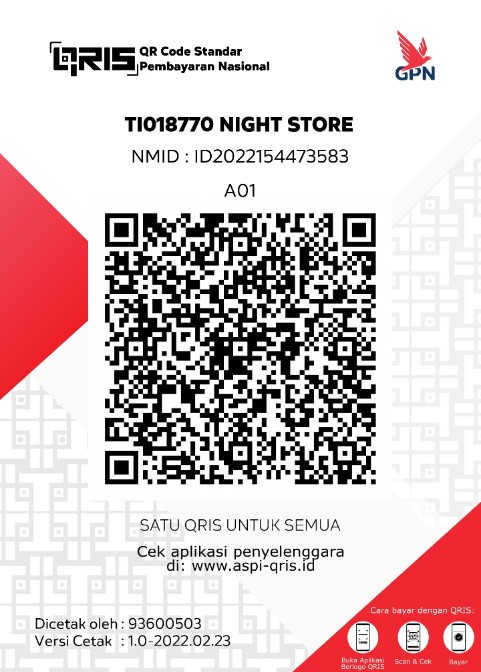 QRIS
QR Code Standar
Pembayaran Nasional
GPN
TI018770 NIGHT STORE
NMID : ID2022154473583
A01
SATU QRIS UNTUK SEMUA
Cek aplikasi penyelenggara
di: www.aspi-qris.id
Dicetak oleh : 93600503
Versi Cetak : 1.0-2022.02.23
Cara bayar dengan QRIS:
Buka Aplikasi
Berlogo QRIS
Scan & Cek
Bayar